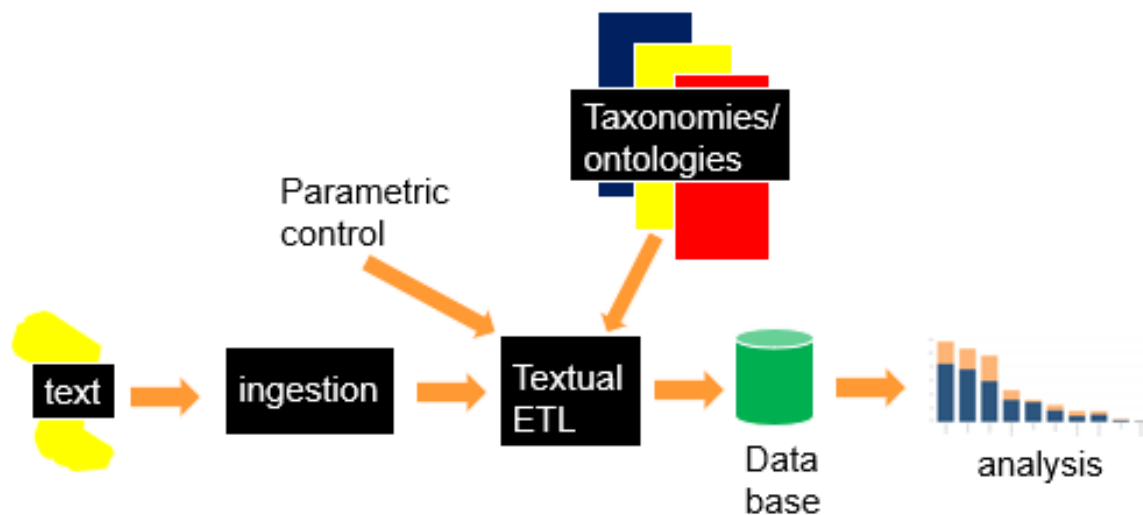 Taxonomies/
ontologies
Parametric
control
text
ingestion
Textual
ETL
Data
base
analysis